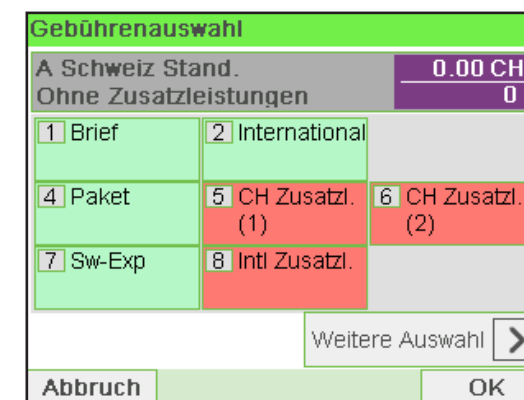 Gebührenauswahl
A Schweiz Stand. 0.00 CH
Ohne Zusatzleistungen 0
1 Brief 2 International
4 Paket 5 CH Zusatzl. (1) 6 CH Zusatzl. (2)
7 Sw-Exp 8 Intl Zusatzl.
Weitere Auswahl >
Abbruch OK